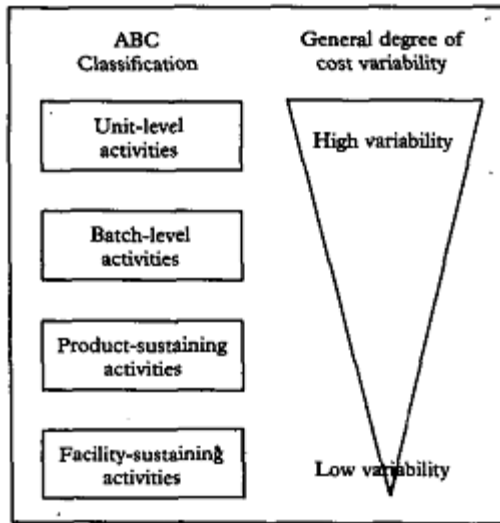 ABC
Classification
General degree of
cost variability
Unit-level
activities
High variability
Batch-level
activities
Product-sustaining
activities
Facility-sustaining
activities
Low variability